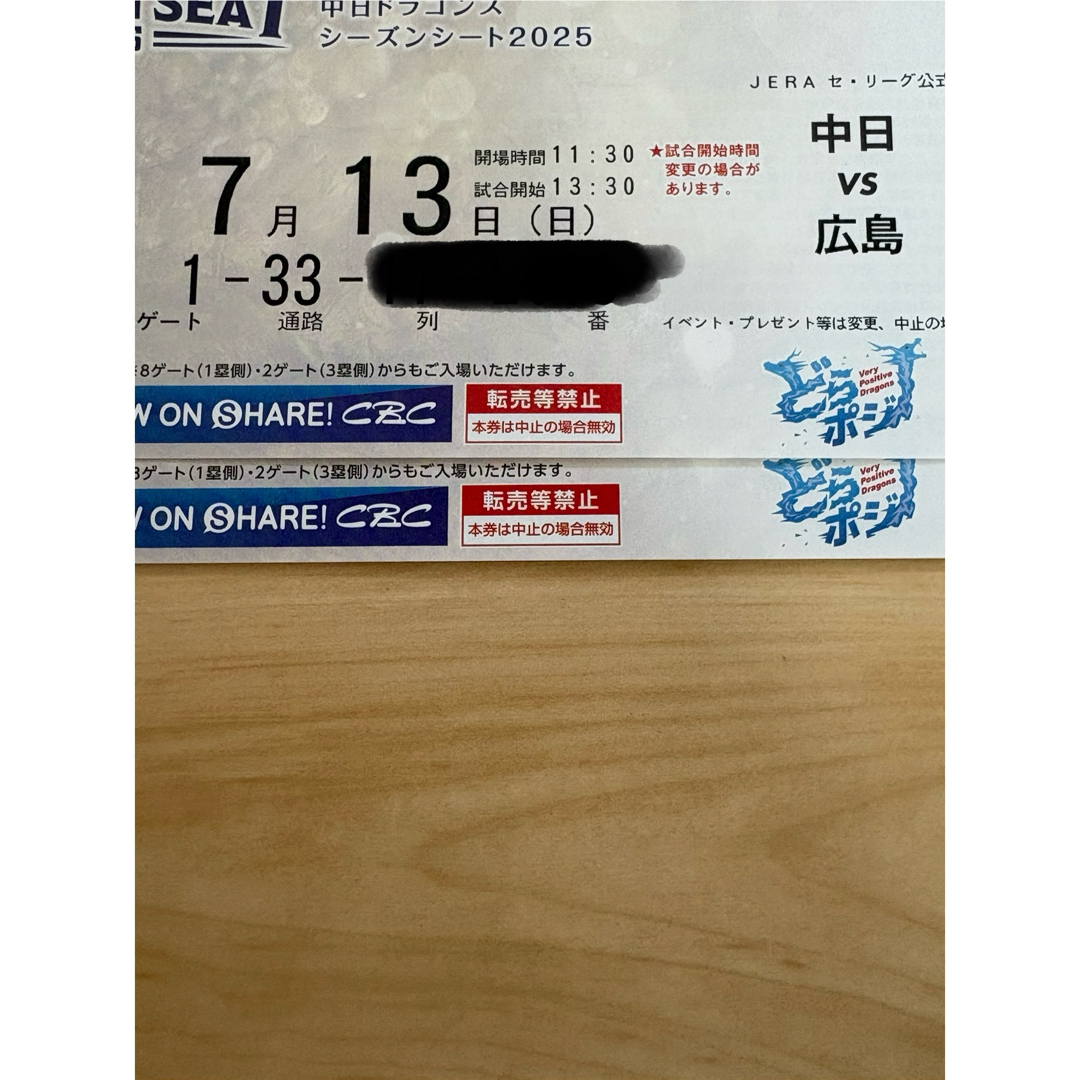 SEAT
中日ドラゴンズ
シーズンシート2025
JERA セ・リーグ公式
7月 13日(日)
開場時間 11:30
試合開始 13:30
★試合開始時間
変更の場合が
あります。
中日
vs
広島
1-33-
ゲート 通路 列 番
イベント・プレゼント等は変更、中止の
8ゲート(1塁側)・2ゲート(3塁側)からもご入場いただけます。
W ON SHARE! CBC
転売等禁止
本券は中止の場合無効
どらポジ
Very
Positive
Dragons
ゲート(1塁側)・2ゲート(3塁側)からもご入場いただけます。
ON SHARE! CBC
転売等禁止
本券は中止の場合無効
どらポジ
Very
Positive
Dragons